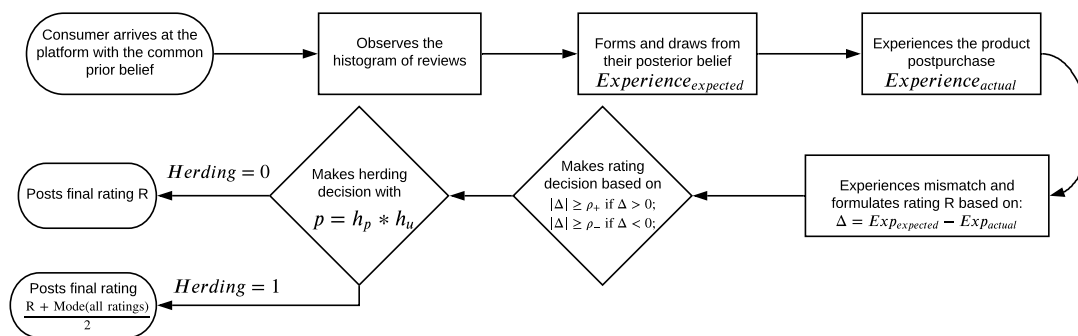 Consumer arrives at the
platform with the common
prior belief
Observes the
histogram of reviews
Forms and draws from
their posterior belief
Experience_expected
Experiences the product
postpurchase
Experience_actual
Experiences mismatch and
formulates rating R based on:
Δ = Exp_expected − Exp_actual
Makes rating
decision based on
|Δ| ≥ ρ₊ if Δ > 0;
|Δ| ≥ ρ₋ if Δ < 0;
Makes herding
decision with
p = h_p * h_u
Herding = 0
Posts final rating R
Herding = 1
Posts final rating
R + Mode(all ratings)
2